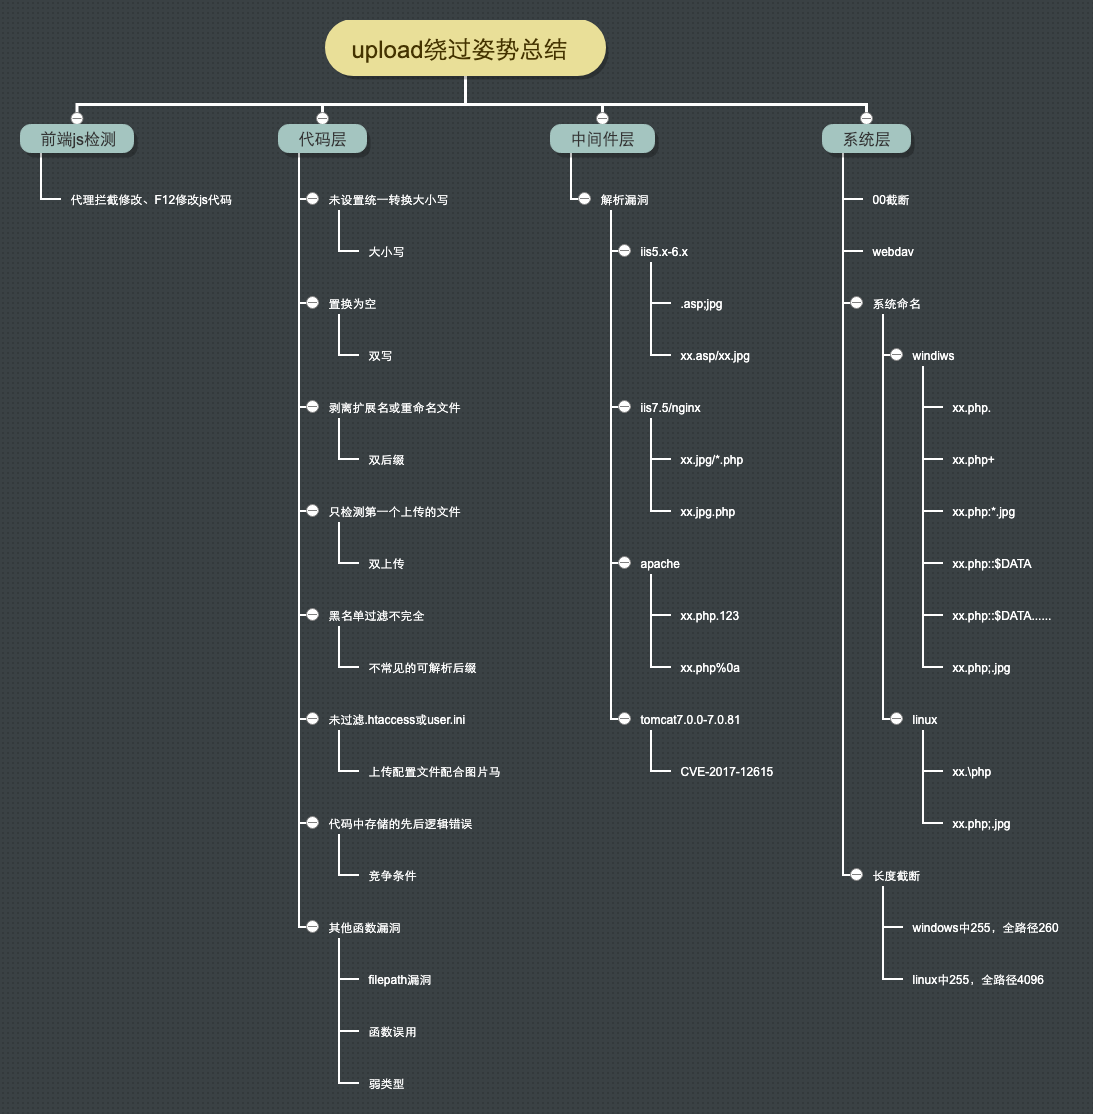 upload绕过姿势总结
前端js检测
代理拦截修改、F12修改js代码
代码层
未设置统一转换大小写
大小写
置换为空
双写
剥离扩展名或重命名文件
双后缀
只检测第一个上传的文件
双上传
黑名单过滤不完全
不常见的可解析后缀
未过滤.htaccess或user.ini
上传配置文件配合图片马
代码中存储的先后逻辑错误
竞争条件
其他函数漏洞
filepath漏洞
函数误用
弱类型
中间件层
解析漏洞
iis5.x-6.x
.asp;jpg
xx.asp/xx.jpg
iis7.5/nginx
xx.jpg/*.php
xx.jpg.php
apache
xx.php.123
xx.php%0a
tomcat7.0.0-7.0.81
CVE-2017-12615
系统层
00截断
webdav
系统命名
windiws
xx.php.
xx.php+
xx.php:*.jpg
xx.php::$DATA
xx.php::$DATA......
xx.php;.jpg
linux
xx.\php
xx.php;.jpg
长度截断
windows中255，全路径260
linux中255，全路径4096